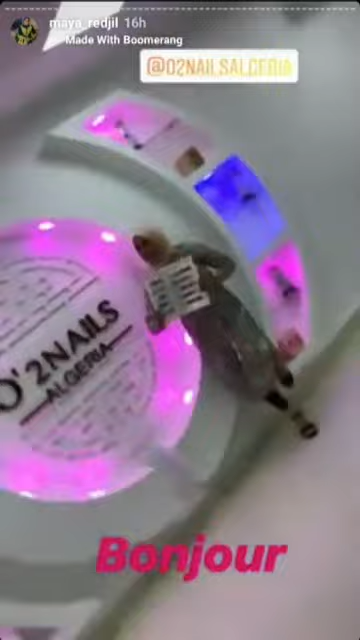 maya_redjil 16h
Made With Boomerang
@O2NAILSALGERIA
O'2NAILS
ALGERIA
Bonjour